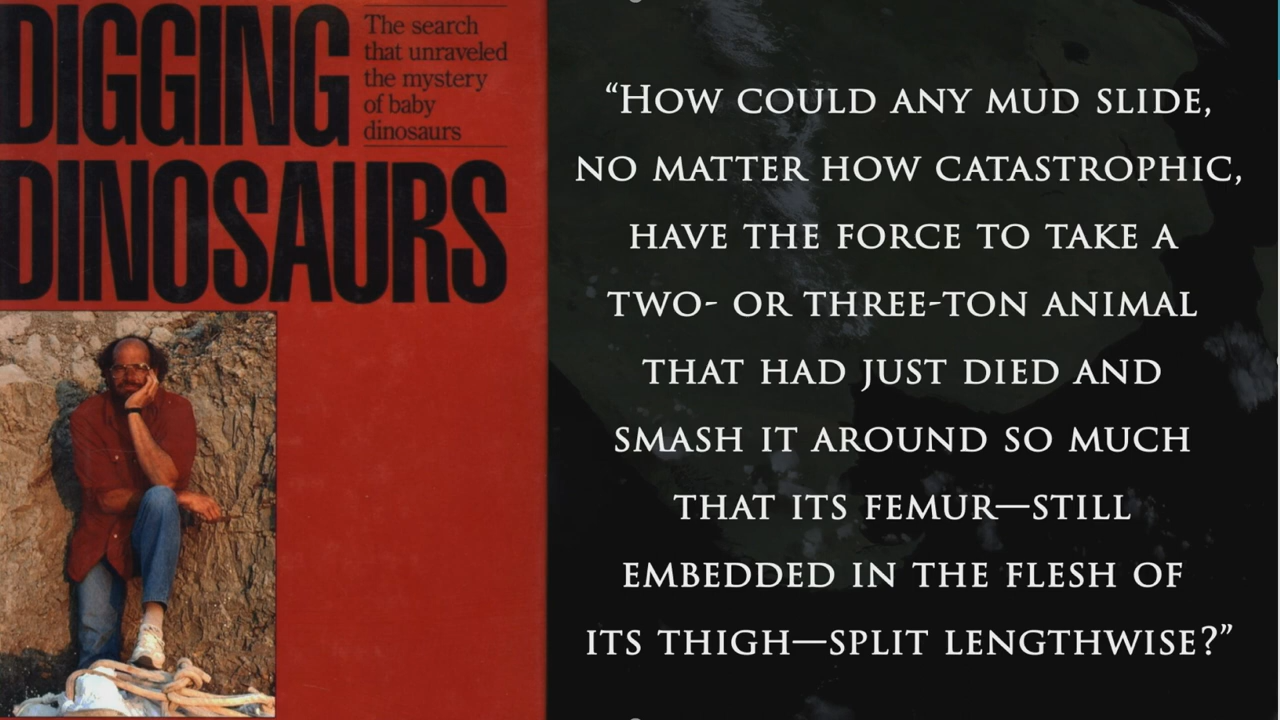 DIGGING
DINOSAURS
The search
that unraveled
the mystery
of baby
dinosaurs
“HOW COULD ANY MUD SLIDE,
NO MATTER HOW CATASTROPHIC,
HAVE THE FORCE TO TAKE A
TWO- OR THREE-TON ANIMAL
THAT HAD JUST DIED AND
SMASH IT AROUND SO MUCH
THAT ITS FEMUR—STILL
EMBEDDED IN THE FLESH OF
ITS THIGH—SPLIT LENGTHWISE?”